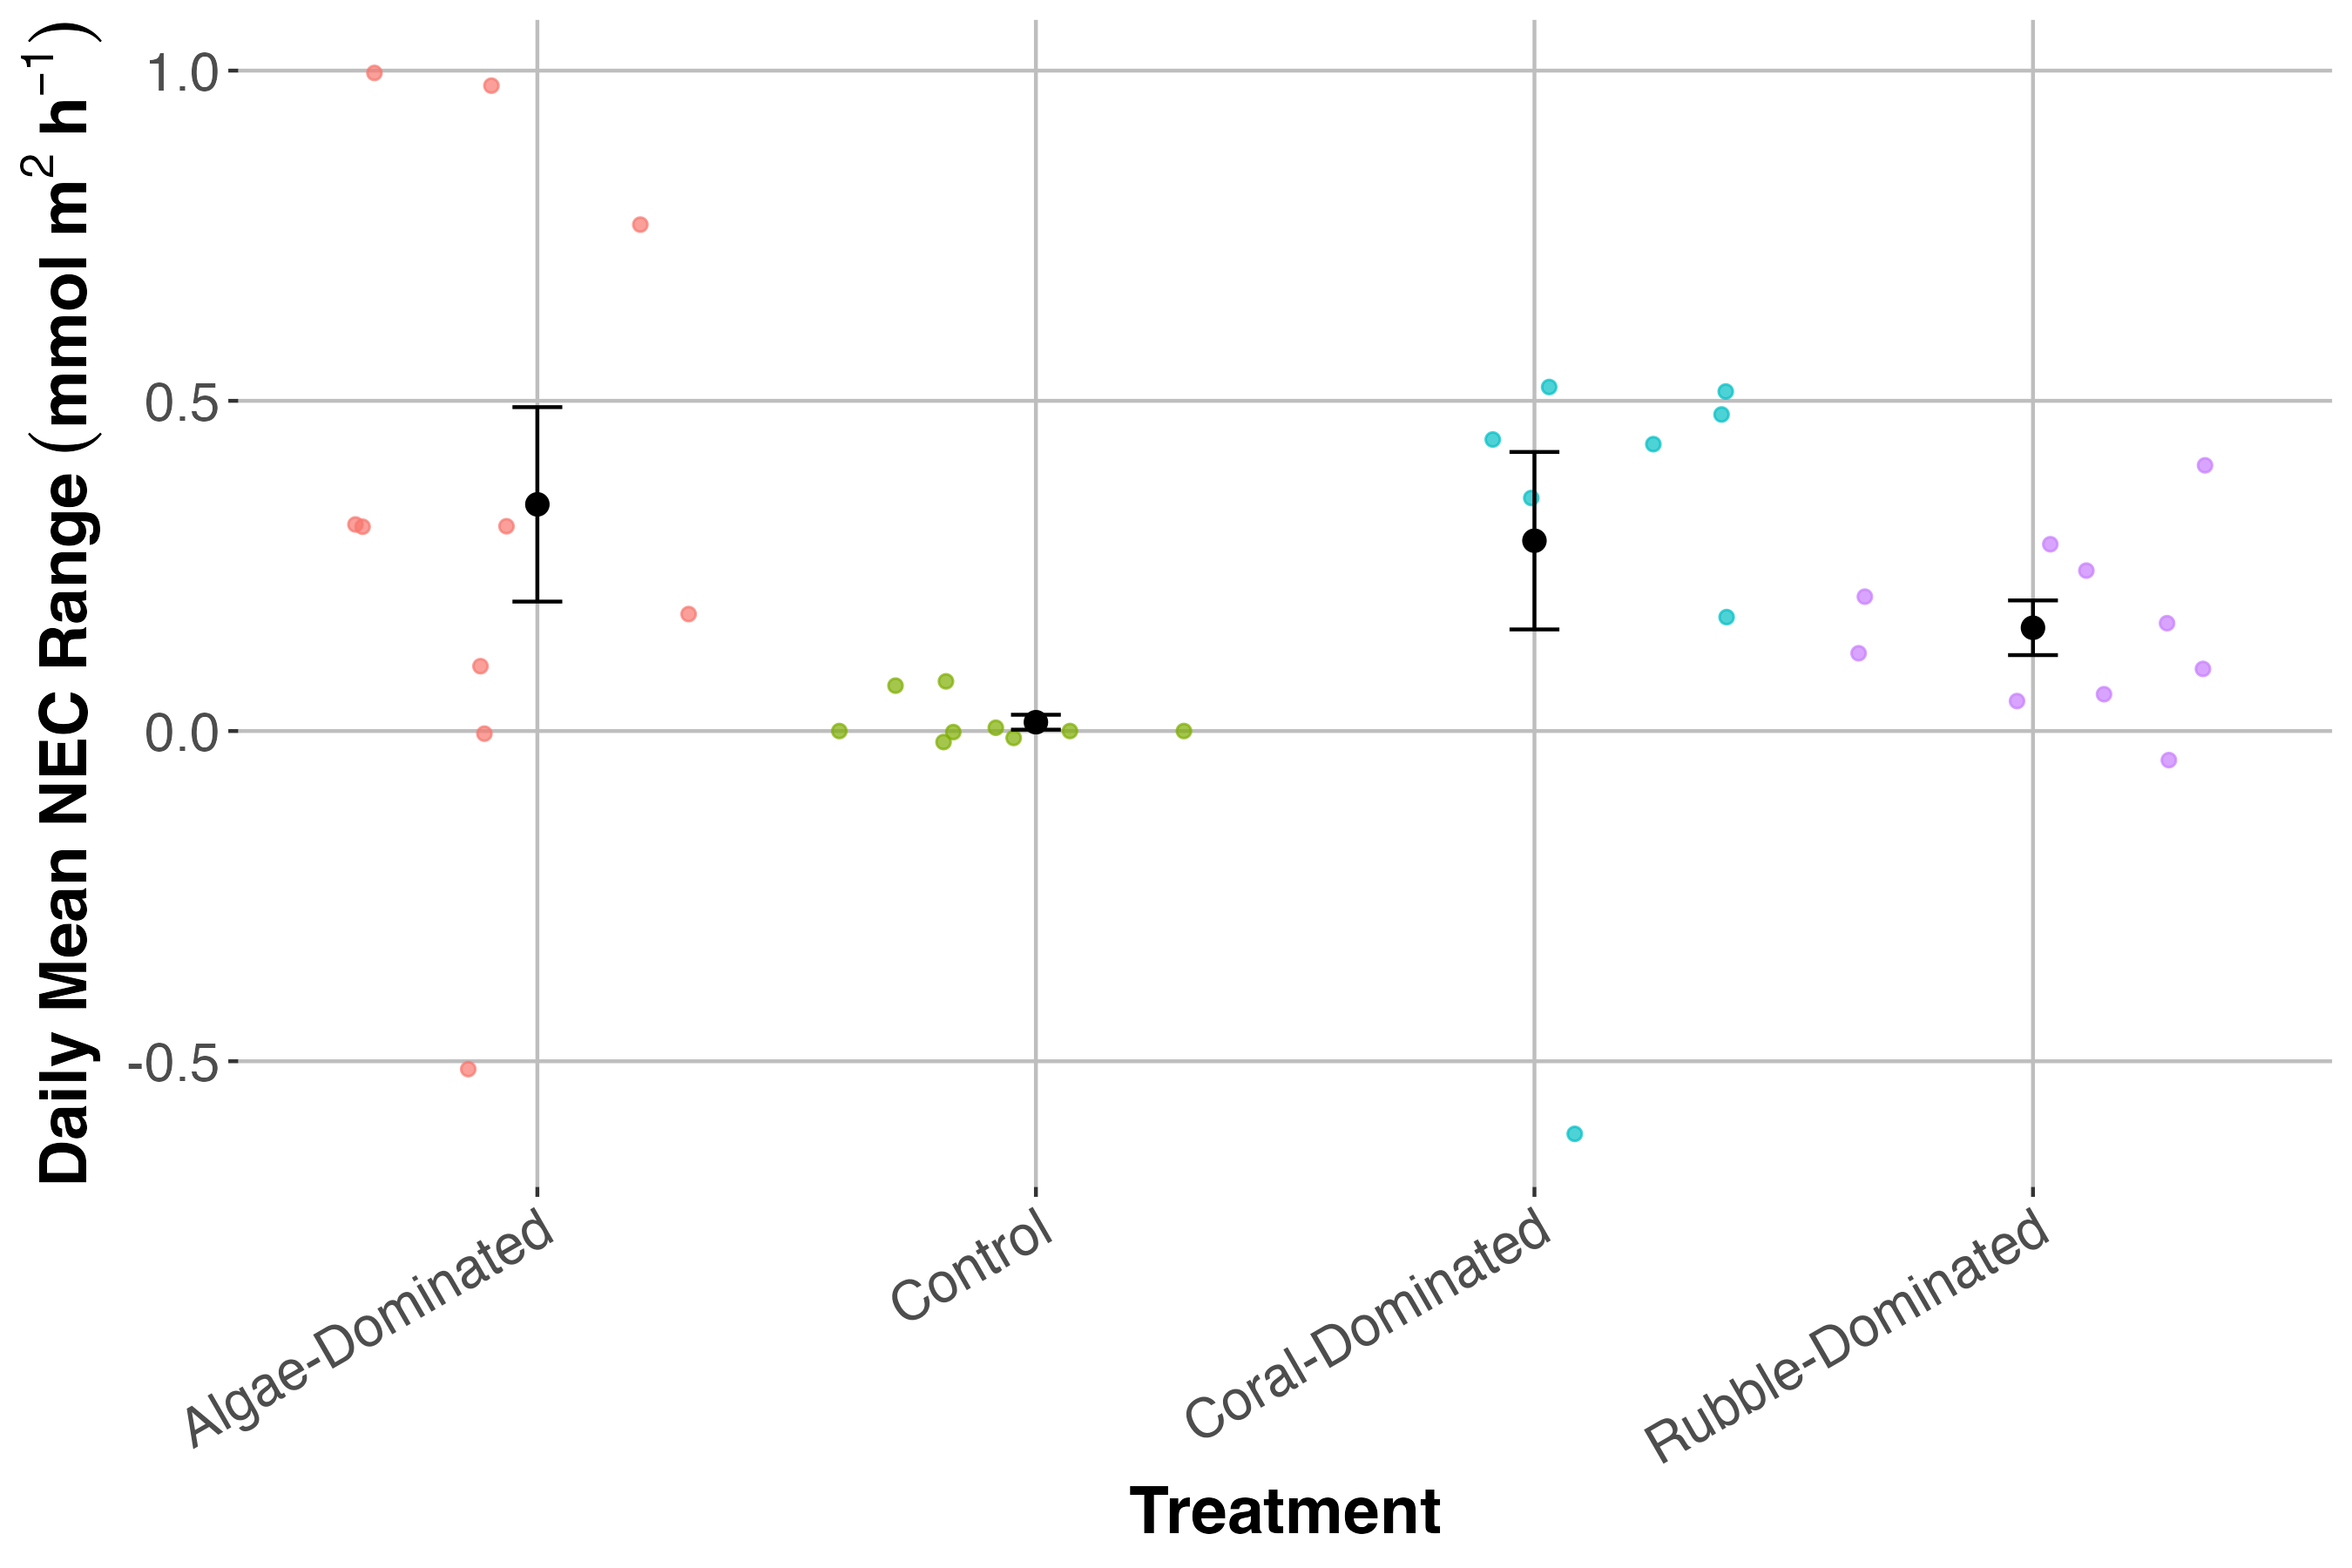 Daily Mean NEC Range (mmol m² h⁻¹)
1.0
0.5
0.0
-0.5
Algae-Dominated
Control
Coral-Dominated
Rubble-Dominated
Treatment